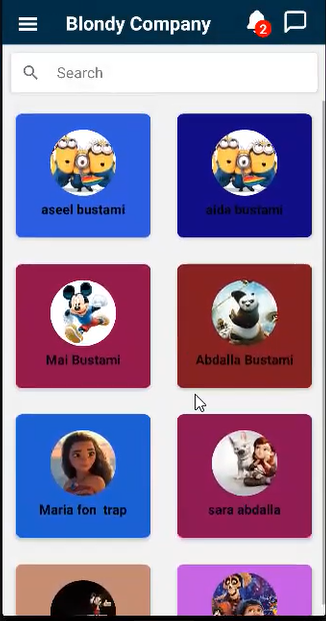 Blondy Company
2
Search
aseel bustami
aida bustami
Mai Bustami
Abdalla Bustami
Maria fon trap
sara abdalla